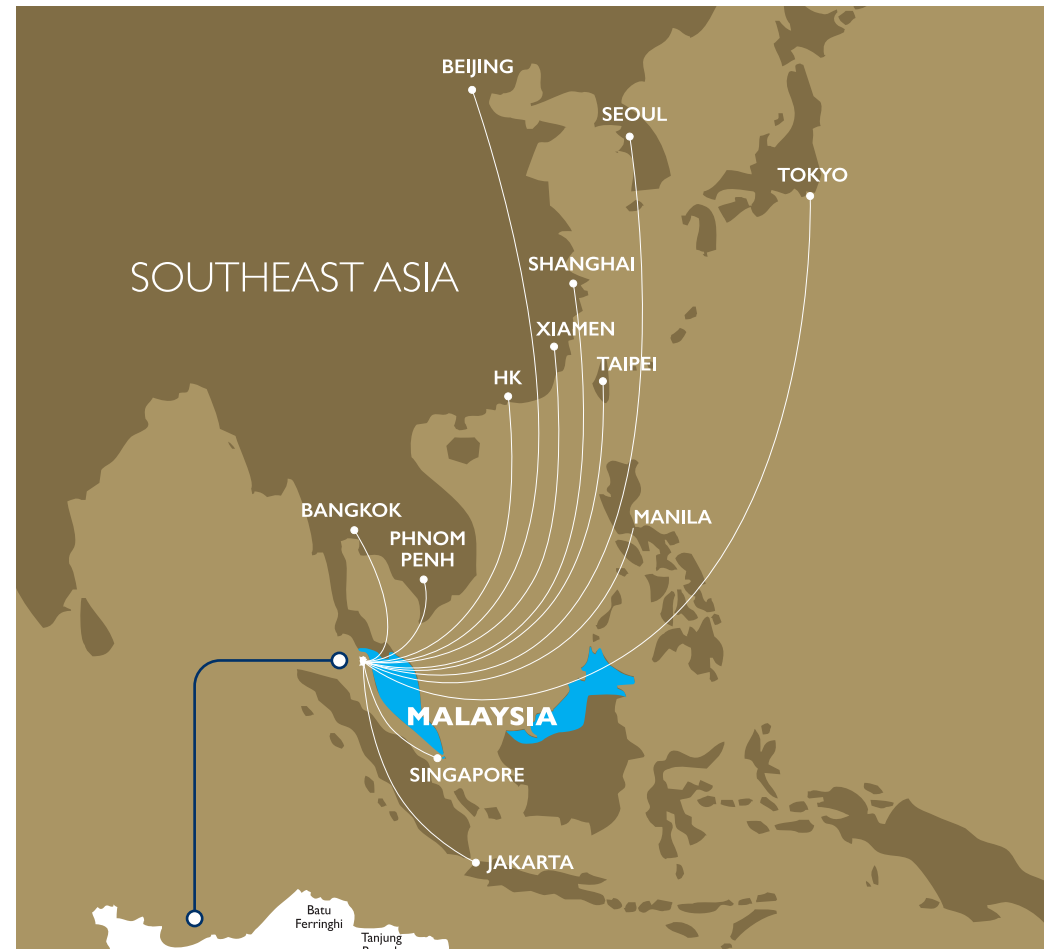 BEIJING
SEOUL
TOKYO
SOUTHEAST ASIA
SHANGHAI
XIAMEN
TAIPEI
HK
BANGKOK
MANILA
PHNOM
PENH
MALAYSIA
SINGAPORE
JAKARTA
Batu
Ferringhi
Tanjung